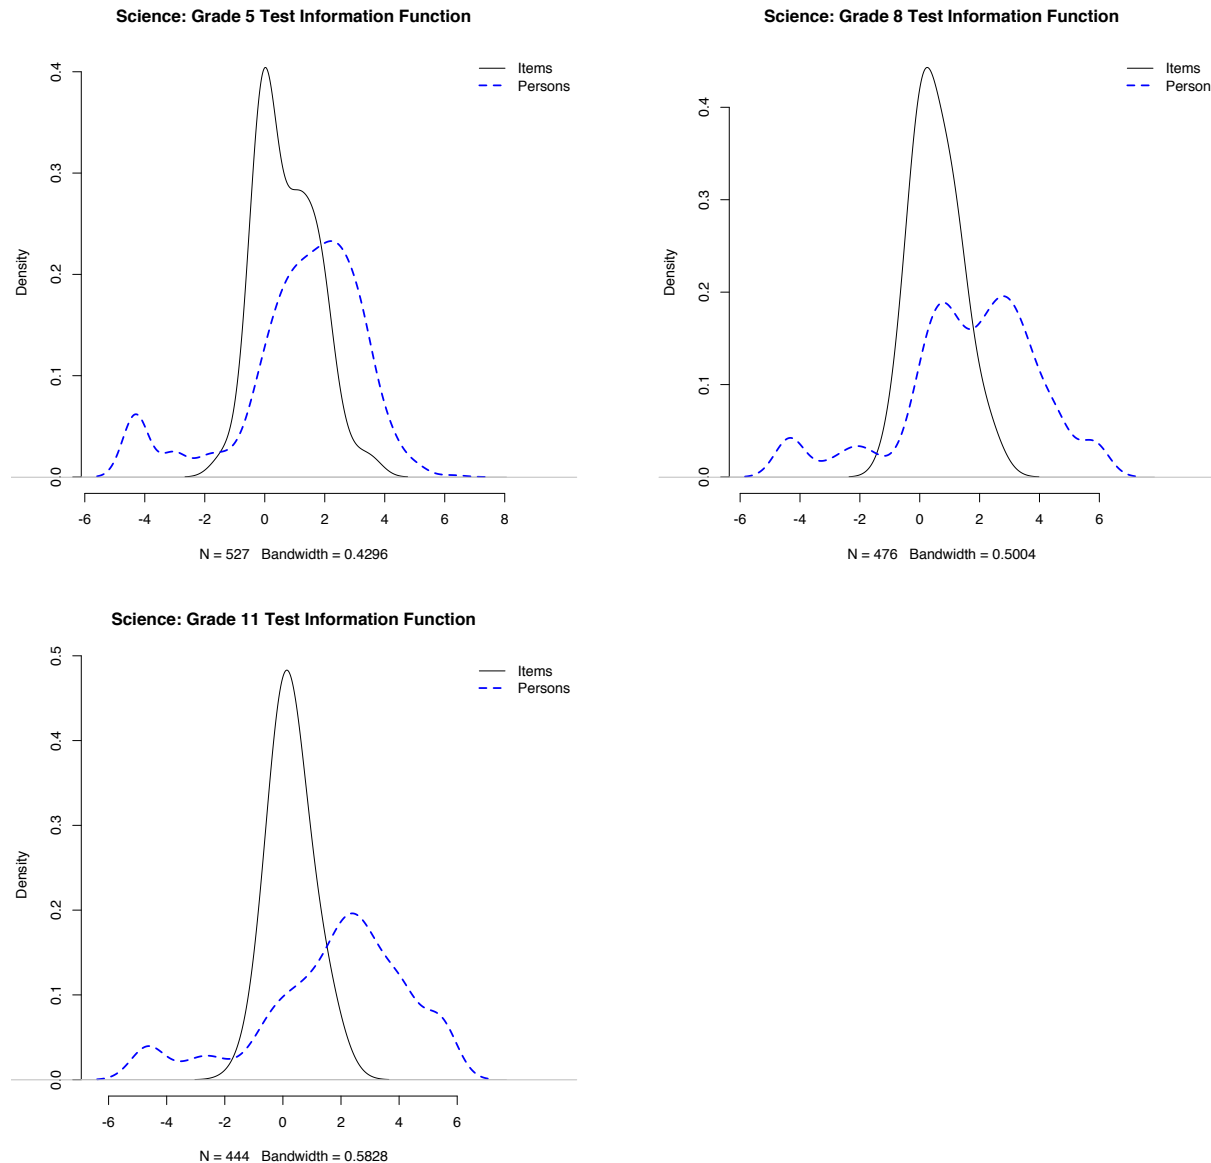 Science: Grade 5 Test Information Function
Items
Persons
Density
0.0
0.1
0.2
0.3
0.4
-6 -4 -2 0 2 4 6 8
N = 527 Bandwidth = 0.4296
Science: Grade 8 Test Information Function
Items
Person
Density
0.0
0.1
0.2
0.3
0.4
-6 -4 -2 0 2 4 6
N = 476 Bandwidth = 0.5004
Science: Grade 11 Test Information Function
Items
Persons
Density
0.0
0.1
0.2
0.3
0.4
0.5
-6 -4 -2 0 2 4 6
N = 444 Bandwidth = 0.5828